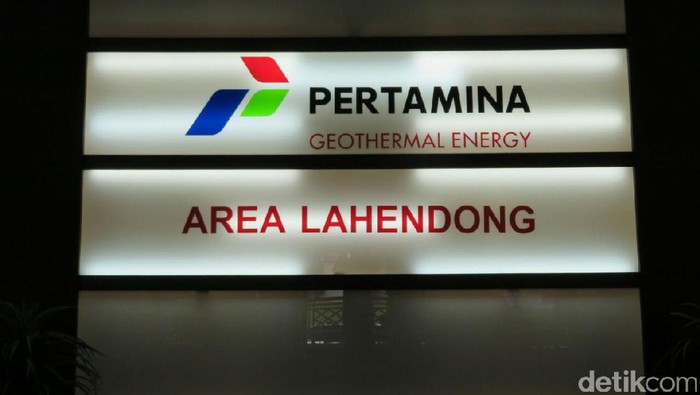 PERTAMINA
GEOTHERMAL ENERGY
AREA LAHENDONG
detikcom